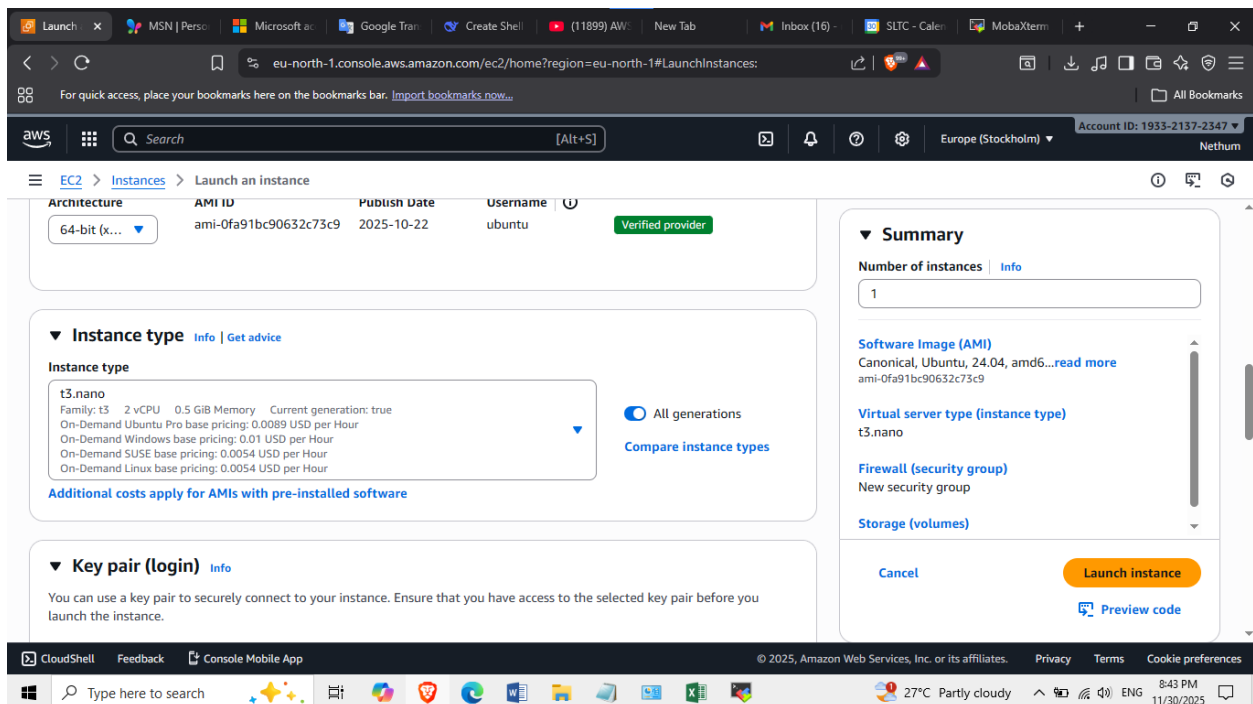 Launch
MSN | Perso
Microsoft ac
Google Tran
Create Shell
(11899) AWS
New Tab
Inbox (16) -
SLTC - Calen
MobaXterm
eu-north-1.console.aws.amazon.com/ec2/home?region=eu-north-1#LaunchInstances:
For quick access, place your bookmarks here on the bookmarks bar. Import bookmarks now...
All Bookmarks
aws
Search
[Alt+S]
Europe (Stockholm) ▼
Account ID: 1933-2137-2347 ▼
Nethum
EC2 > Instances > Launch an instance
Architecture AMI ID Publish Date Username
64-bit (x... ami-0fa91bc90632c73c9 2025-10-22 ubuntu Verified provider
Instance type Info | Get advice
Instance type
t3.nano
Family: t3 2 vCPU 0.5 GiB Memory Current generation: true
On-Demand Ubuntu Pro base pricing: 0.0089 USD per Hour
On-Demand Windows base pricing: 0.01 USD per Hour
On-Demand SUSE base pricing: 0.0054 USD per Hour
On-Demand Linux base pricing: 0.0054 USD per Hour
All generations
Compare instance types
Additional costs apply for AMIs with pre-installed software
Key pair (login) Info
You can use a key pair to securely connect to your instance. Ensure that you have access to the selected key pair before you
launch the instance.
Summary
Number of instances Info
1
Software Image (AMI)
Canonical, Ubuntu, 24.04, amd6...read more
ami-0fa91bc90632c73c9
Virtual server type (instance type)
t3.nano
Firewall (security group)
New security group
Storage (volumes)
Cancel
Launch instance
Preview code
CloudShell Feedback Console Mobile App
© 2025, Amazon Web Services, Inc. or its affiliates. Privacy Terms Cookie preferences
Type here to search
27°C Partly cloudy
ENG
8:43 PM
11/30/2025